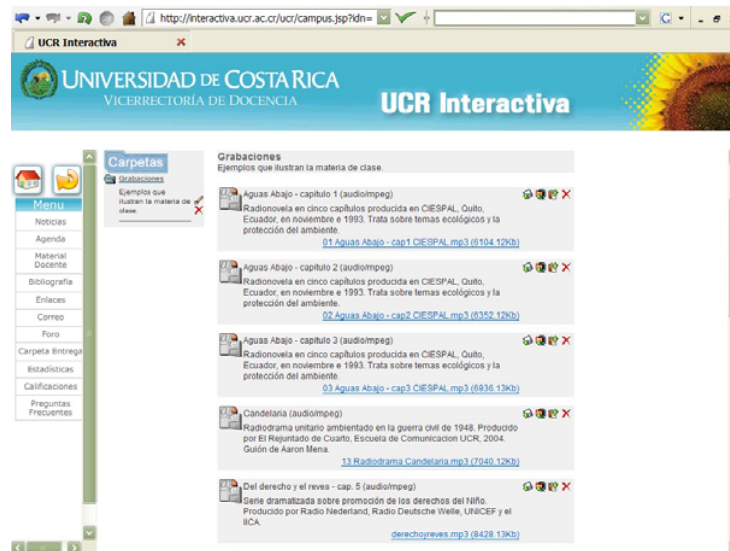 http://interactiva.ucr.ac.cr/ucr/campus.jsp?idn=
UCR Interactiva
UNIVERSIDAD DE COSTA RICA
VICERRECTORÍA DE DOCENCIA
UCR Interactiva
Carpetas
Grabaciones
Ejemplos que
ilustran la materia de
clase.
Menu
Noticias
Agenda
Material
Docente
Bibliografía
Enlaces
Correo
Foro
Carpeta Entrega
Estadísticas
Calificaciones
Preguntas
Frecuentes
Grabaciones
Ejemplos que ilustran la materia de clase.
Aguas Abajo - capitulo 1 (audio/mpeg)
Radionovela en cinco capítulos producida en CIESPAL, Quito,
Ecuador, en noviembre e 1993. Trata sobre temas ecológicos y la
protección del ambiente.
01 Aguas Abajo - cap1 CIESPAL.mp3 (6104.12Kb)
Aguas Abajo - capitulo 2 (audio/mpeg)
Radionovela en cinco capítulos producida en CIESPAL, Quito,
Ecuador, en noviembre e 1993. Trata sobre temas ecológicos y la
protección del ambiente.
02 Aguas Abajo - cap2 CIESPAL.mp3 (6352.12Kb)
Aguas Abajo - capitulo 3 (audio/mpeg)
Radionovela en cinco capítulos producida en CIESPAL, Quito,
Ecuador, en noviembre e 1993. Trata sobre temas ecológicos y la
protección del ambiente.
03 Aguas Abajo - cap3 CIESPAL.mp3 (6936.13Kb)
Candelaria (audio/mpeg)
Radiodrama unitario ambientado en la guerra civil de 1948. Producido
por El Rejuntado de Cuarto, Escuela de Comunicacion UCR, 2004.
Guión de Aaron Mena.
13 Radiodrama Candelaria.mp3 (7040.12Kb)
Del derecho y el reves - cap. 5 (audio/mpeg)
Serie dramatizada sobre promoción de los derechos del Niño.
Producido por Radio Nederland, Radio Deutsche Welle, UNICEF y el
IICA.
derechoyreves.mp3 (8428.13Kb)